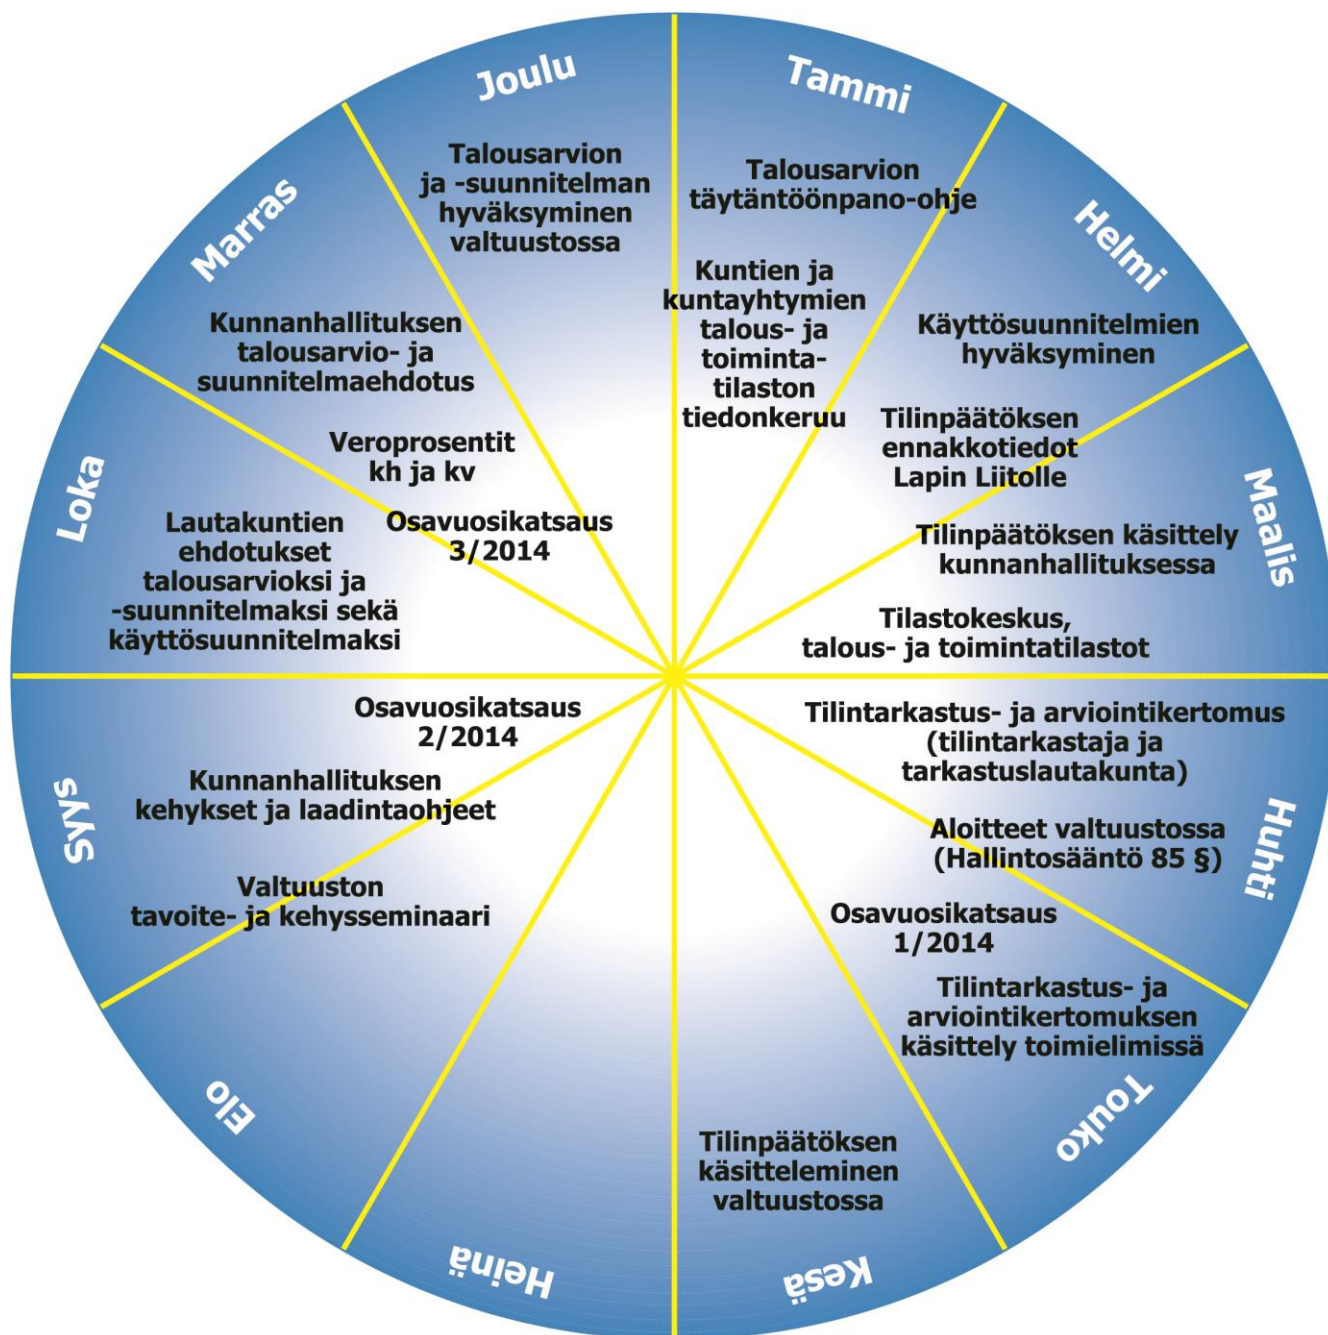 Tammi
Talousarvion
täytäntöönpano-ohje
Kuntien ja
kuntayhtymien
talous- ja
toiminta-
tilaston
tiedonkeruu
Helmi
Käyttösuunnitelmien
hyväksyminen
Tilinpäätöksen
ennakkotiedot
Lapin Liitolle
Maalis
Tilinpäätöksen käsittely
kunnanhallituksessa
Tilastokeskus,
talous- ja toimintatilastot
Huhti
Tilintarkastus- ja arviointikertomus
(tilintarkastaja ja
tarkastuslautakunta)
Aloitteet valtuustossa
(Hallintosääntö 85 §)
Touko
Osavuosikatsaus
1/2014
Tilintarkastus- ja
arviointikertomuksen
käsittely toimielimissä
Kesä
Tilinpäätöksen
käsitteleminen
valtuustossa
Heinä
Elo
Valtuuston
tavoite- ja kehysseminaari
Syys
Osavuosikatsaus
2/2014
Kunnanhallituksen
kehykset ja laadintaohjeet
Loka
Lautakuntien
ehdotukset
talousarvioksi ja
-suunnitelmaksi sekä
käyttösuunnitelmaksi
Osavuosikatsaus
3/2014
Marras
Kunnanhallituksen
talousarvio- ja
suunnitelmaehdotus
Veroprosentit
kh ja kv
Joulu
Talousarvion
ja -suunnitelman
hyväksyminen
valtuustossa